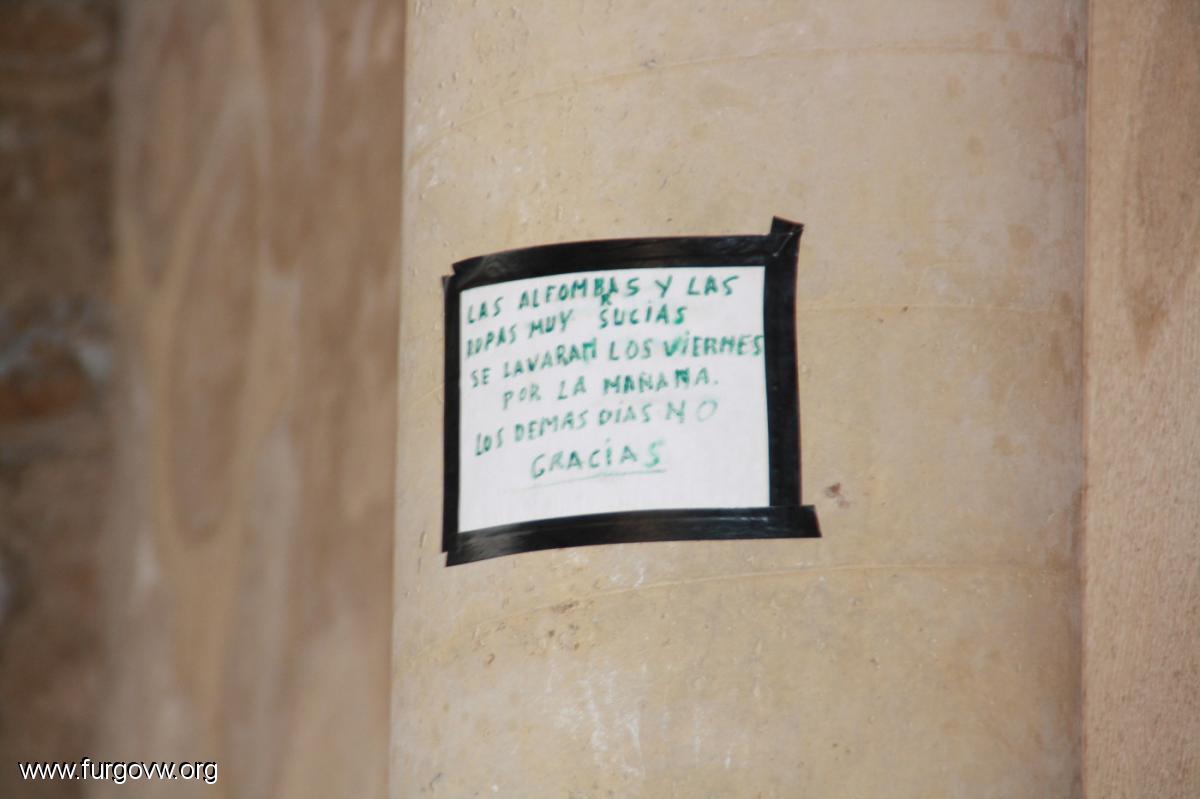 LAS ALFOMBRAS Y LAS
ROPAS MUY SUCIAS
SE LAVARAN LOS VIERNES
POR LA MAÑANA.
LOS DEMAS DIAS NO
GRACIAS
www.furgovw.org